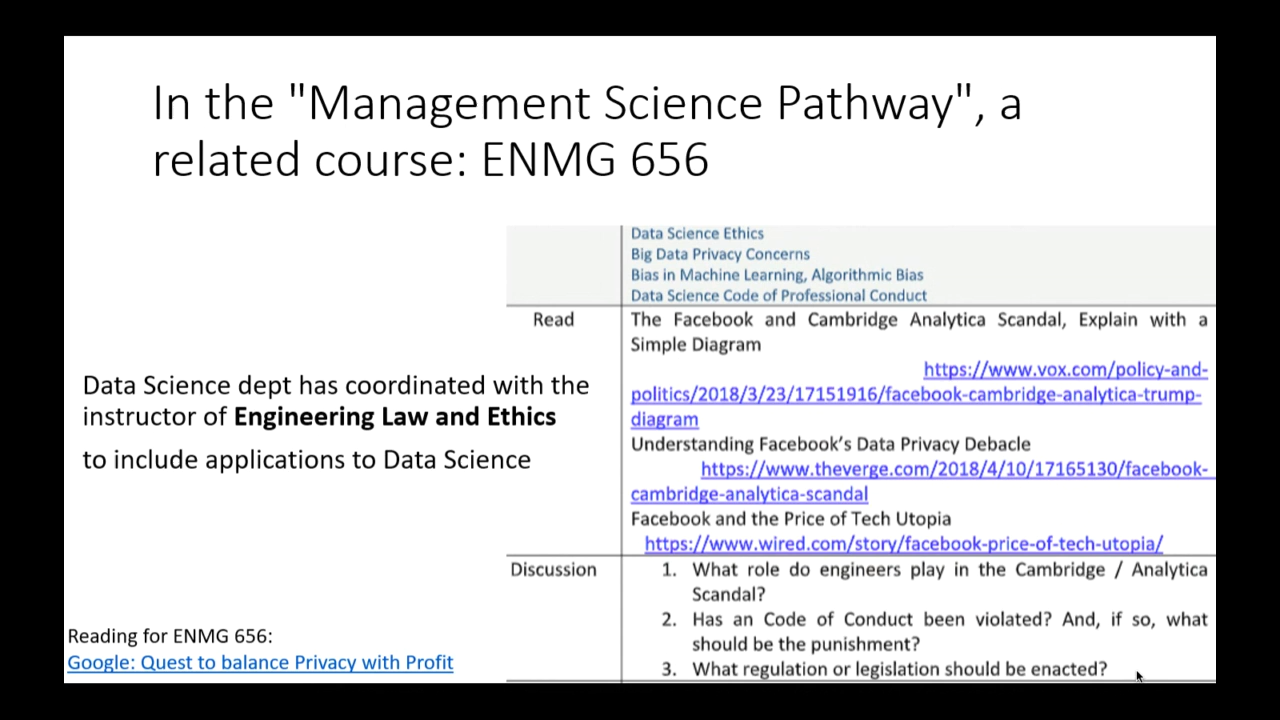 In the "Management Science Pathway", a
related course: ENMG 656
Data Science dept has coordinated with the
instructor of Engineering Law and Ethics
to include applications to Data Science
Reading for ENMG 656:
Google: Quest to balance Privacy with Profit
Data Science Ethics
Big Data Privacy Concerns
Bias in Machine Learning, Algorithmic Bias
Data Science Code of Professional Conduct
Read
The Facebook and Cambridge Analytica Scandal, Explain with a
Simple Diagram
https://www.vox.com/policy-and-
politics/2018/3/23/17151916/facebook-cambridge-analytica-trump-
diagram
Understanding Facebook’s Data Privacy Debacle
https://www.theverge.com/2018/4/10/17165130/facebook-
cambridge-analytica-scandal
Facebook and the Price of Tech Utopia
https://www.wired.com/story/facebook-price-of-tech-utopia/
Discussion
1. What role do engineers play in the Cambridge / Analytica
Scandal?
2. Has an Code of Conduct been violated? And, if so, what
should be the punishment?
3. What regulation or legislation should be enacted?